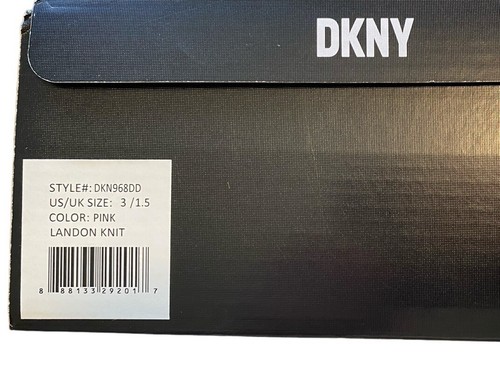 DKNY
STYLE#: DKN968DD
US/UK SIZE: 3 /1.5
COLOR: PINK
LANDON KNIT
8 88133 29201 7